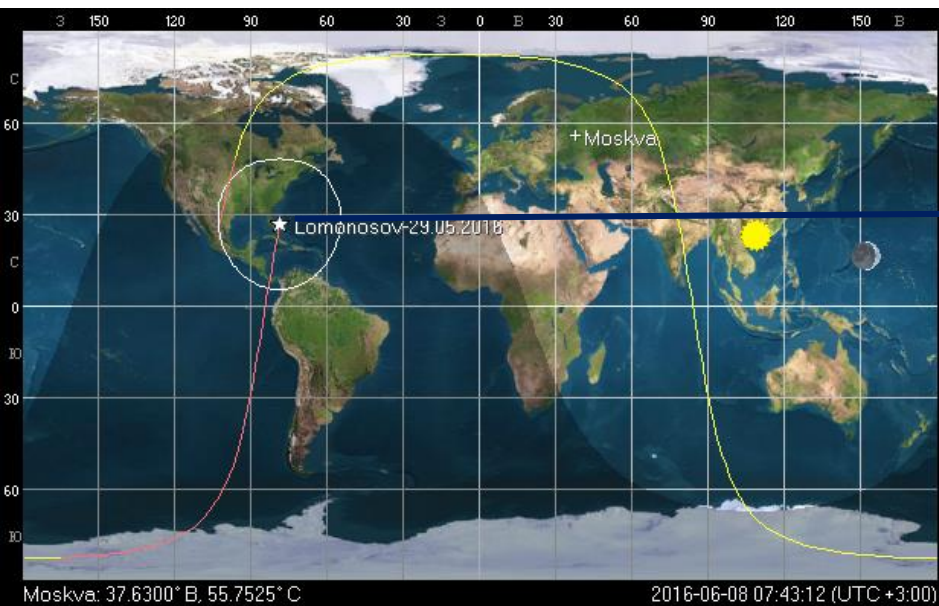 З 150 120 90 60 30 З 0 В 30 60 90 120 150 В
С
60
+Moskva
30
Lomonosov-29.05.2016
С
0
Ю
30
60
Ю
Moskva: 37.6300° В, 55.7525° С 2016-06-08 07:43:12 (UTC +3:00)